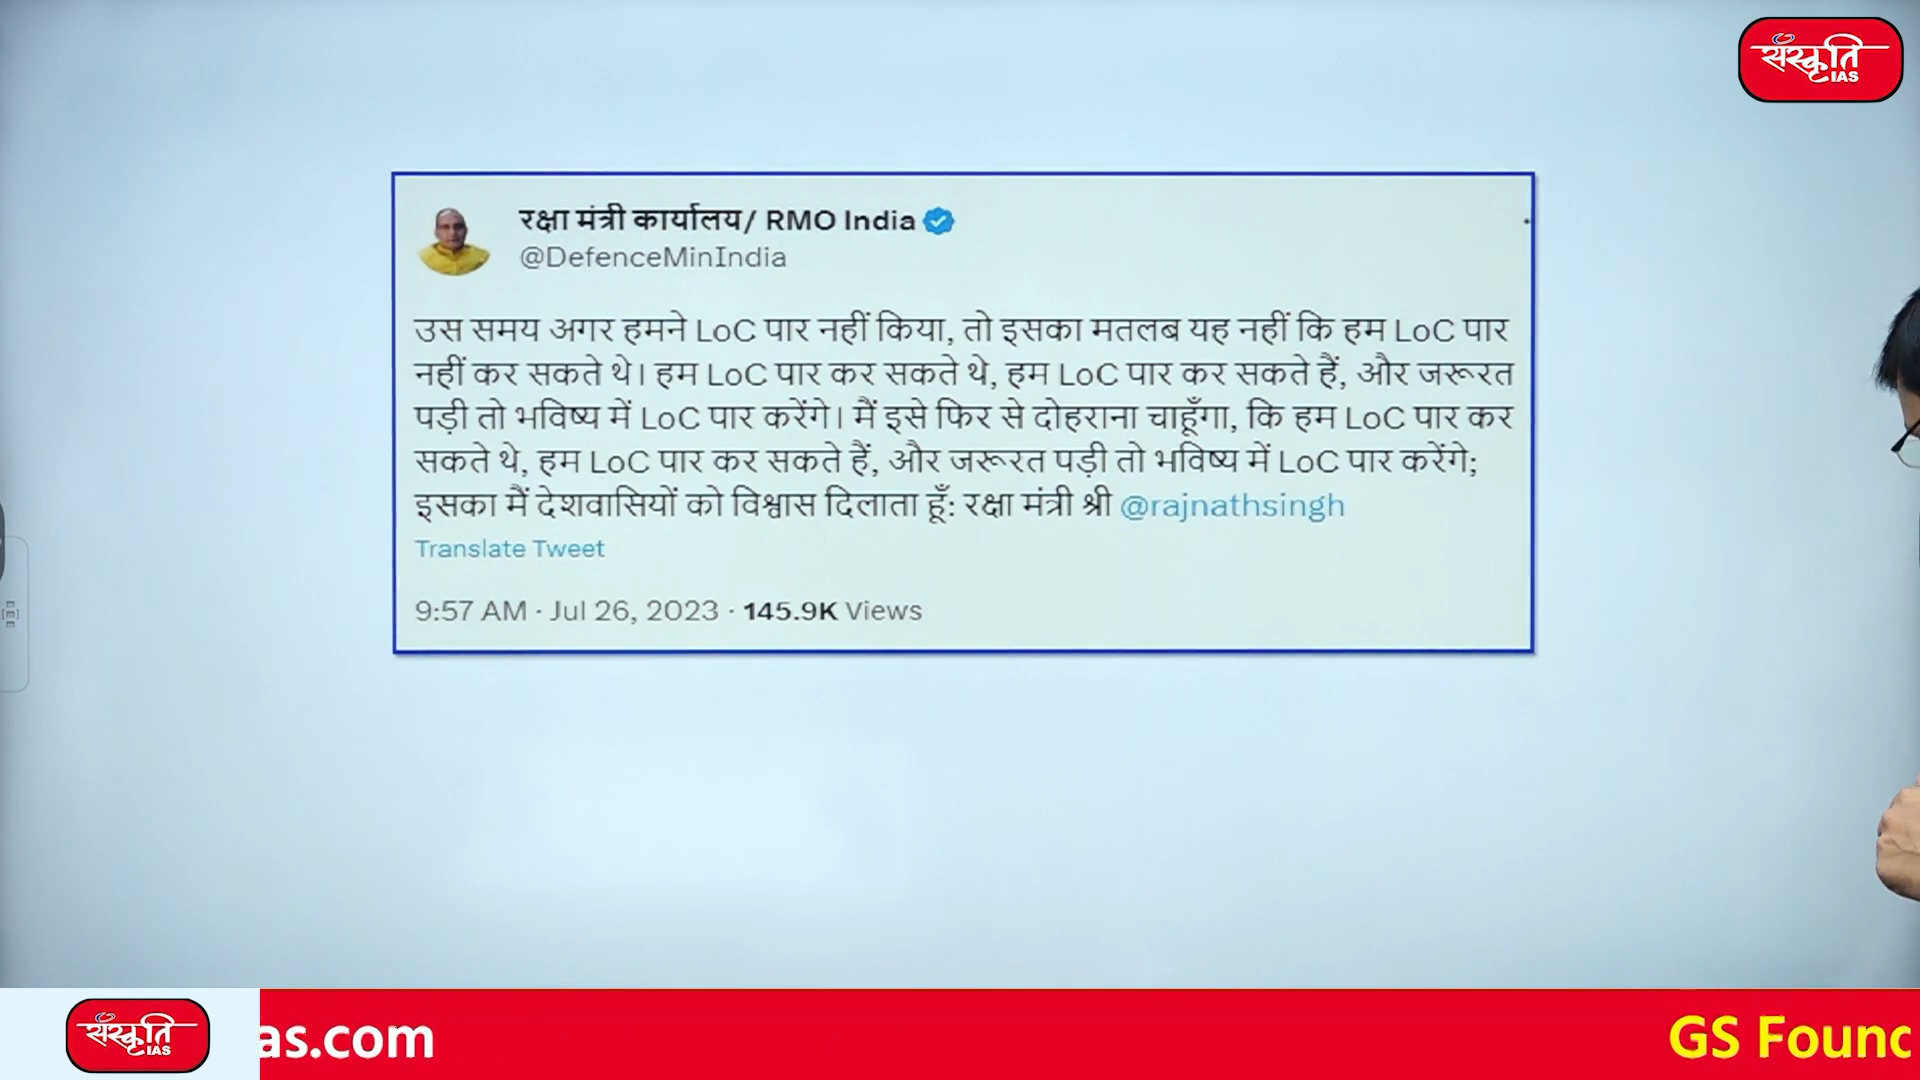 संस्कृति
IAS
रक्षा मंत्री कार्यालय/ RMO India
@DefenceMinIndia
उस समय अगर हमने LoC पार नहीं किया, तो इसका मतलब यह नहीं कि हम LoC पार
नहीं कर सकते थे। हम LoC पार कर सकते थे, हम LoC पार कर सकते हैं, और जरूरत
पड़ी तो भविष्य में LoC पार करेंगे। मैं इसे फिर से दोहराना चाहूँगा, कि हम LoC पार कर
सकते थे, हम LoC पार कर सकते हैं, और जरूरत पड़ी तो भविष्य में LoC पार करेंगे;
इसका मैं देशवासियों को विश्वास दिलाता हूँ: रक्षा मंत्री श्री @rajnathsingh
Translate Tweet
9:57 AM · Jul 26, 2023 · 145.9K Views
संस्कृति
IAS
as.com
GS Found